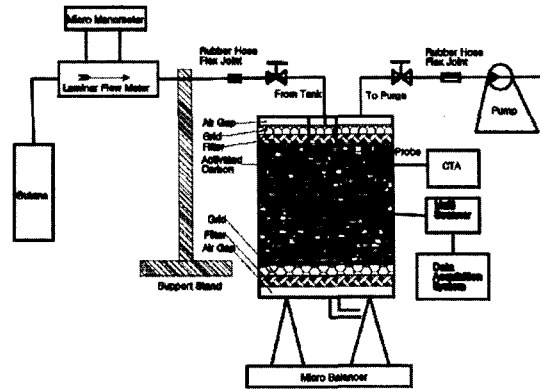 Micro Manometer
Rubber Hose
Flex Joint
Rubber Hose
Flex Joint
Laminar Flow Meter
From Tank
To Purge
Pump
Air Gap
Grid
Filter
Activated
Carbon
Probe
CTA
Butane
Grid
Filter
Air Gap
Data
Acquisition
System
Support Stand
Micro Balancer